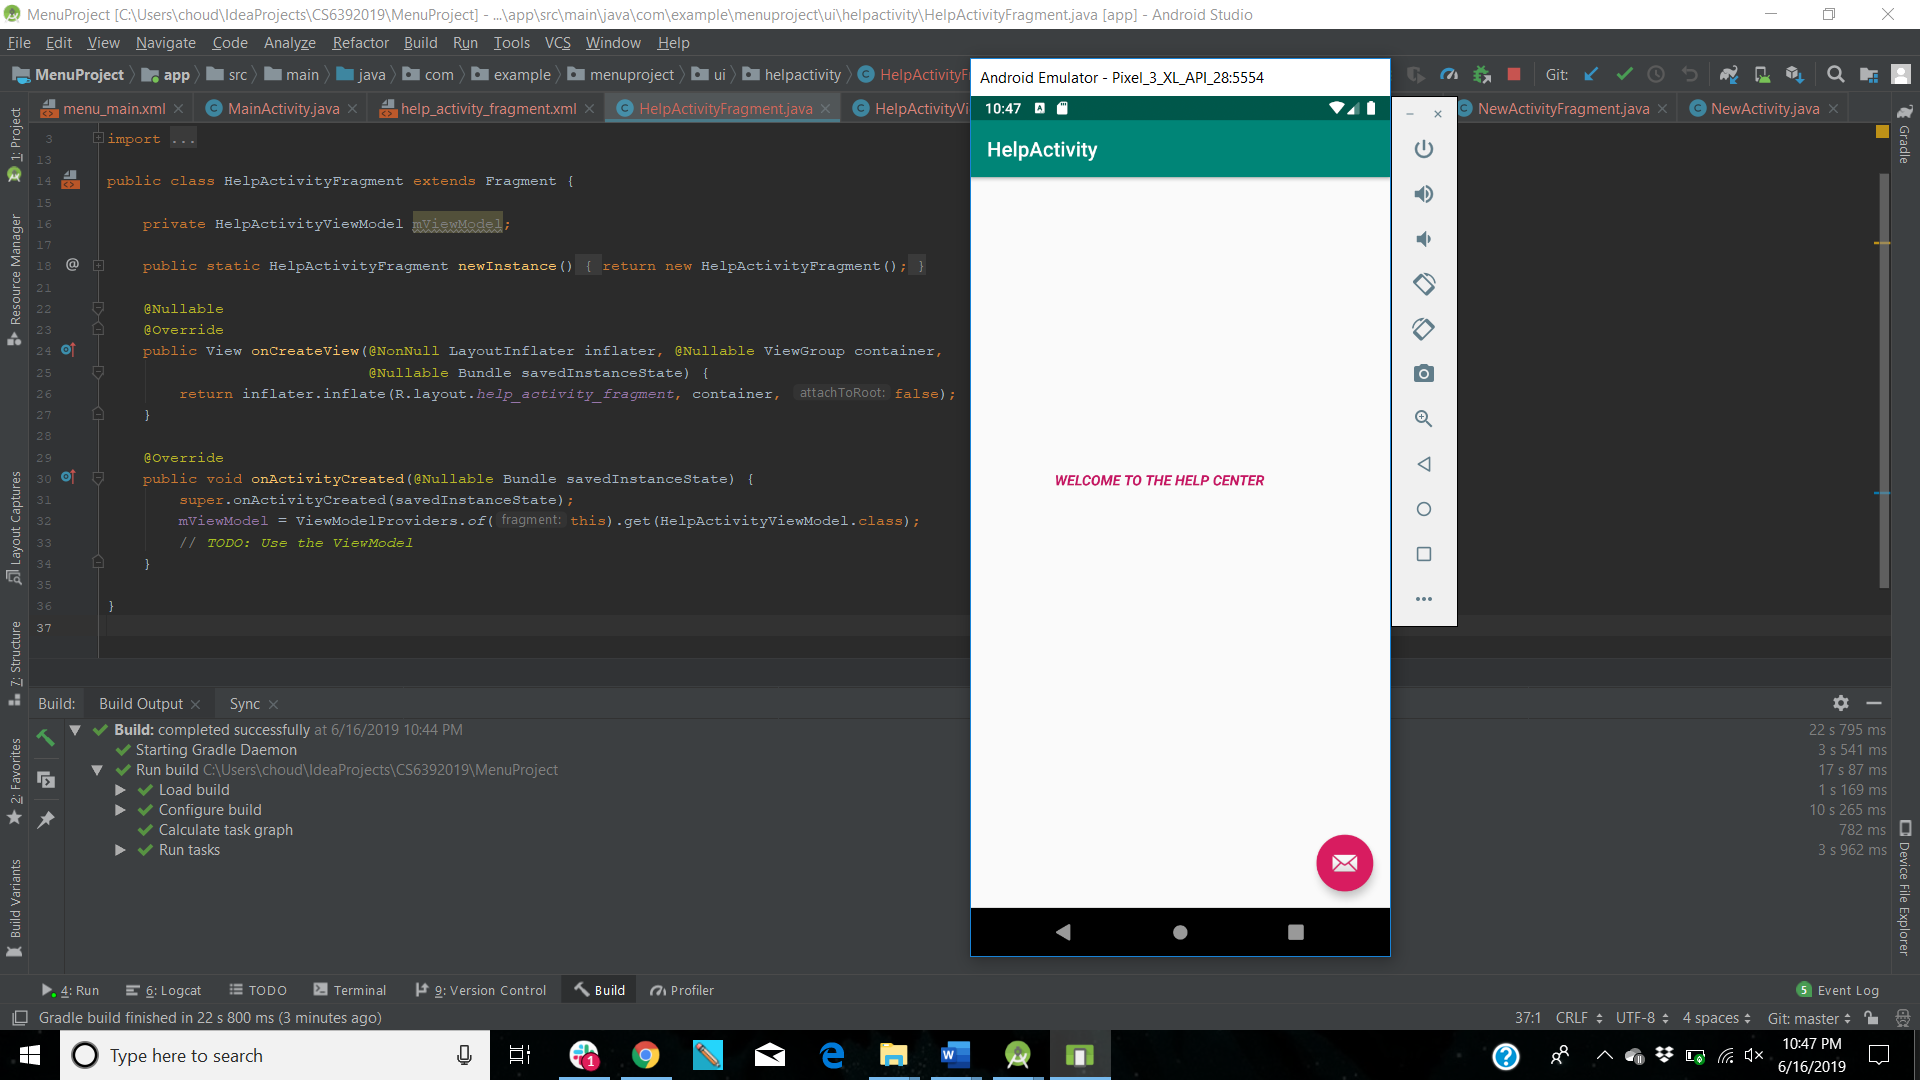 MenuProject [C:\Users\choud\IdeaProjects\CS6392019\MenuProject] - ...\app\src\main\java\com\example\menuproject\ui\helpactivity\HelpActivityFragment.java [app] - Android Studio
File Edit View Navigate Code Analyze Refactor Build Run Tools VCS Window Help
MenuProject app src main java com example menuproject ui helpactivity HelpActivityF
Git:
menu_main.xml MainActivity.java help_activity_fragment.xml HelpActivityFragment.java HelpActivityVi NewActivityFragment.java NewActivity.java
3 import ...
13
14 public class HelpActivityFragment extends Fragment {
15
16 private HelpActivityViewModel mViewModel;
17
18 @ public static HelpActivityFragment newInstance() { return new HelpActivityFragment(); }
21
22 @Nullable
23 @Override
24 public View onCreateView(@NonNull LayoutInflater inflater, @Nullable ViewGroup container,
25 @Nullable Bundle savedInstanceState) {
26 return inflater.inflate(R.layout.help_activity_fragment, container, attachToRoot: false);
27 }
28
29 @Override
30 public void onActivityCreated(@Nullable Bundle savedInstanceState) {
31 super.onActivityCreated(savedInstanceState);
32 mViewModel = ViewModelProviders.of( fragment: this).get(HelpActivityViewModel.class);
33 // TODO: Use the ViewModel
34 }
35
36 }
37
1: Project
Resource Manager
Layout Captures
7: Structure
2: Favorites
Build Variants
Android Emulator - Pixel_3_XL_API_28:5554
10:47
HelpActivity
WELCOME TO THE HELP CENTER
Gradle
Device File Explorer
Build: Build Output Sync
Build: completed successfully at 6/16/2019 10:44 PM 22 s 795 ms
Starting Gradle Daemon 3 s 541 ms
Run build C:\Users\choud\IdeaProjects\CS6392019\MenuProject 17 s 87 ms
Load build 1 s 169 ms
Configure build 10 s 265 ms
Calculate task graph 782 ms
Run tasks 3 s 962 ms
4: Run 6: Logcat TODO Terminal 9: Version Control Build Profiler 5 Event Log
Gradle build finished in 22 s 800 ms (3 minutes ago) 37:1 CRLF UTF-8 4 spaces Git: master
Type here to search
1
10:47 PM
6/16/2019